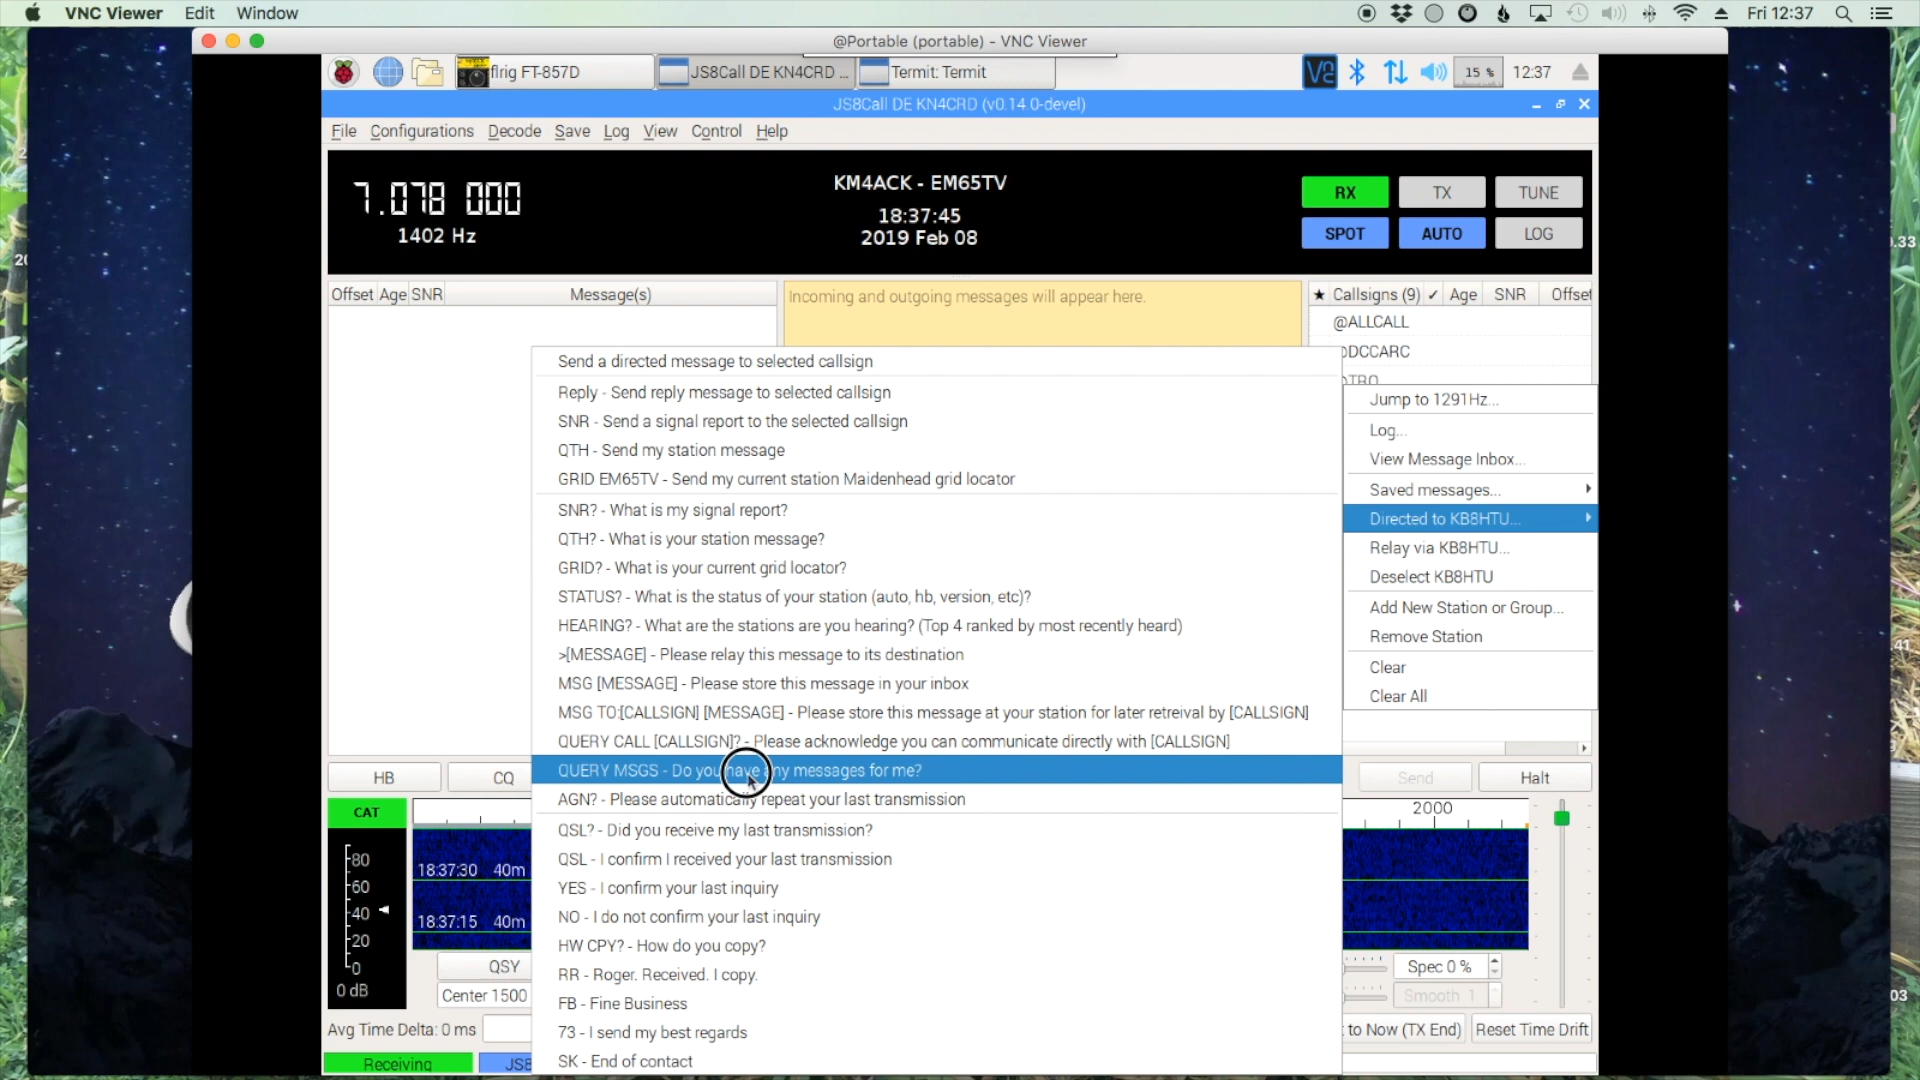 VNC Viewer Edit Window Fri 12:37
@Portable (portable) - VNC Viewer
flrig FT-857D JS8Call DE KN4CRD ... Termit: Termit 15 % 12:37
JS8Call DE KN4CRD (v0.14.0-devel)
File Configurations Decode Save Log View Control Help
7.078 000
1402 Hz
KM4ACK - EM65TV
18:37:45
2019 Feb 08
RX TX TUNE
SPOT AUTO LOG
Offset Age SNR Message(s)
Incoming and outgoing messages will appear here.
★ Callsigns (9) ✓ Age SNR Offset
@ALLCALL
DCCARC
Send a directed message to selected callsign
Reply - Send reply message to selected callsign
SNR - Send a signal report to the selected callsign
QTH - Send my station message
GRID EM65TV - Send my current station Maidenhead grid locator
SNR? - What is my signal report?
QTH? - What is your station message?
GRID? - What is your current grid locator?
STATUS? - What is the status of your station (auto, hb, version, etc)?
HEARING? - What are the stations are you hearing? (Top 4 ranked by most recently heard)
>[MESSAGE] - Please relay this message to its destination
MSG [MESSAGE] - Please store this message in your inbox
MSG TO:[CALLSIGN] [MESSAGE] - Please store this message at your station for later retreival by [CALLSIGN]
QUERY CALL [CALLSIGN]? - Please acknowledge you can communicate directly with [CALLSIGN]
QUERY MSGS - Do you have any messages for me?
AGN? - Please automatically repeat your last transmission
QSL? - Did you receive my last transmission?
QSL - I confirm I received your last transmission
YES - I confirm your last inquiry
NO - I do not confirm your last inquiry
HW CPY? - How do you copy?
RR - Roger. Received. I copy.
FB - Fine Business
73 - I send my best regards
SK - End of contact
Jump to 1291Hz...
Log...
View Message Inbox...
Saved messages...
Directed to KB8HTU...
Relay via KB8HTU...
Deselect KB8HTU
Add New Station or Group...
Remove Station
Clear
Clear All
HB CQ Send Halt
CAT
80
60
40
20
0
0 dB
18:37:30 40m
18:37:15 40m
2000
QSY
Center 1500
Spec 0 %
Smooth 1
Avg Time Delta: 0 ms
to Now (TX End) Reset Time Drift
Receiving JS8
.33
.41
03